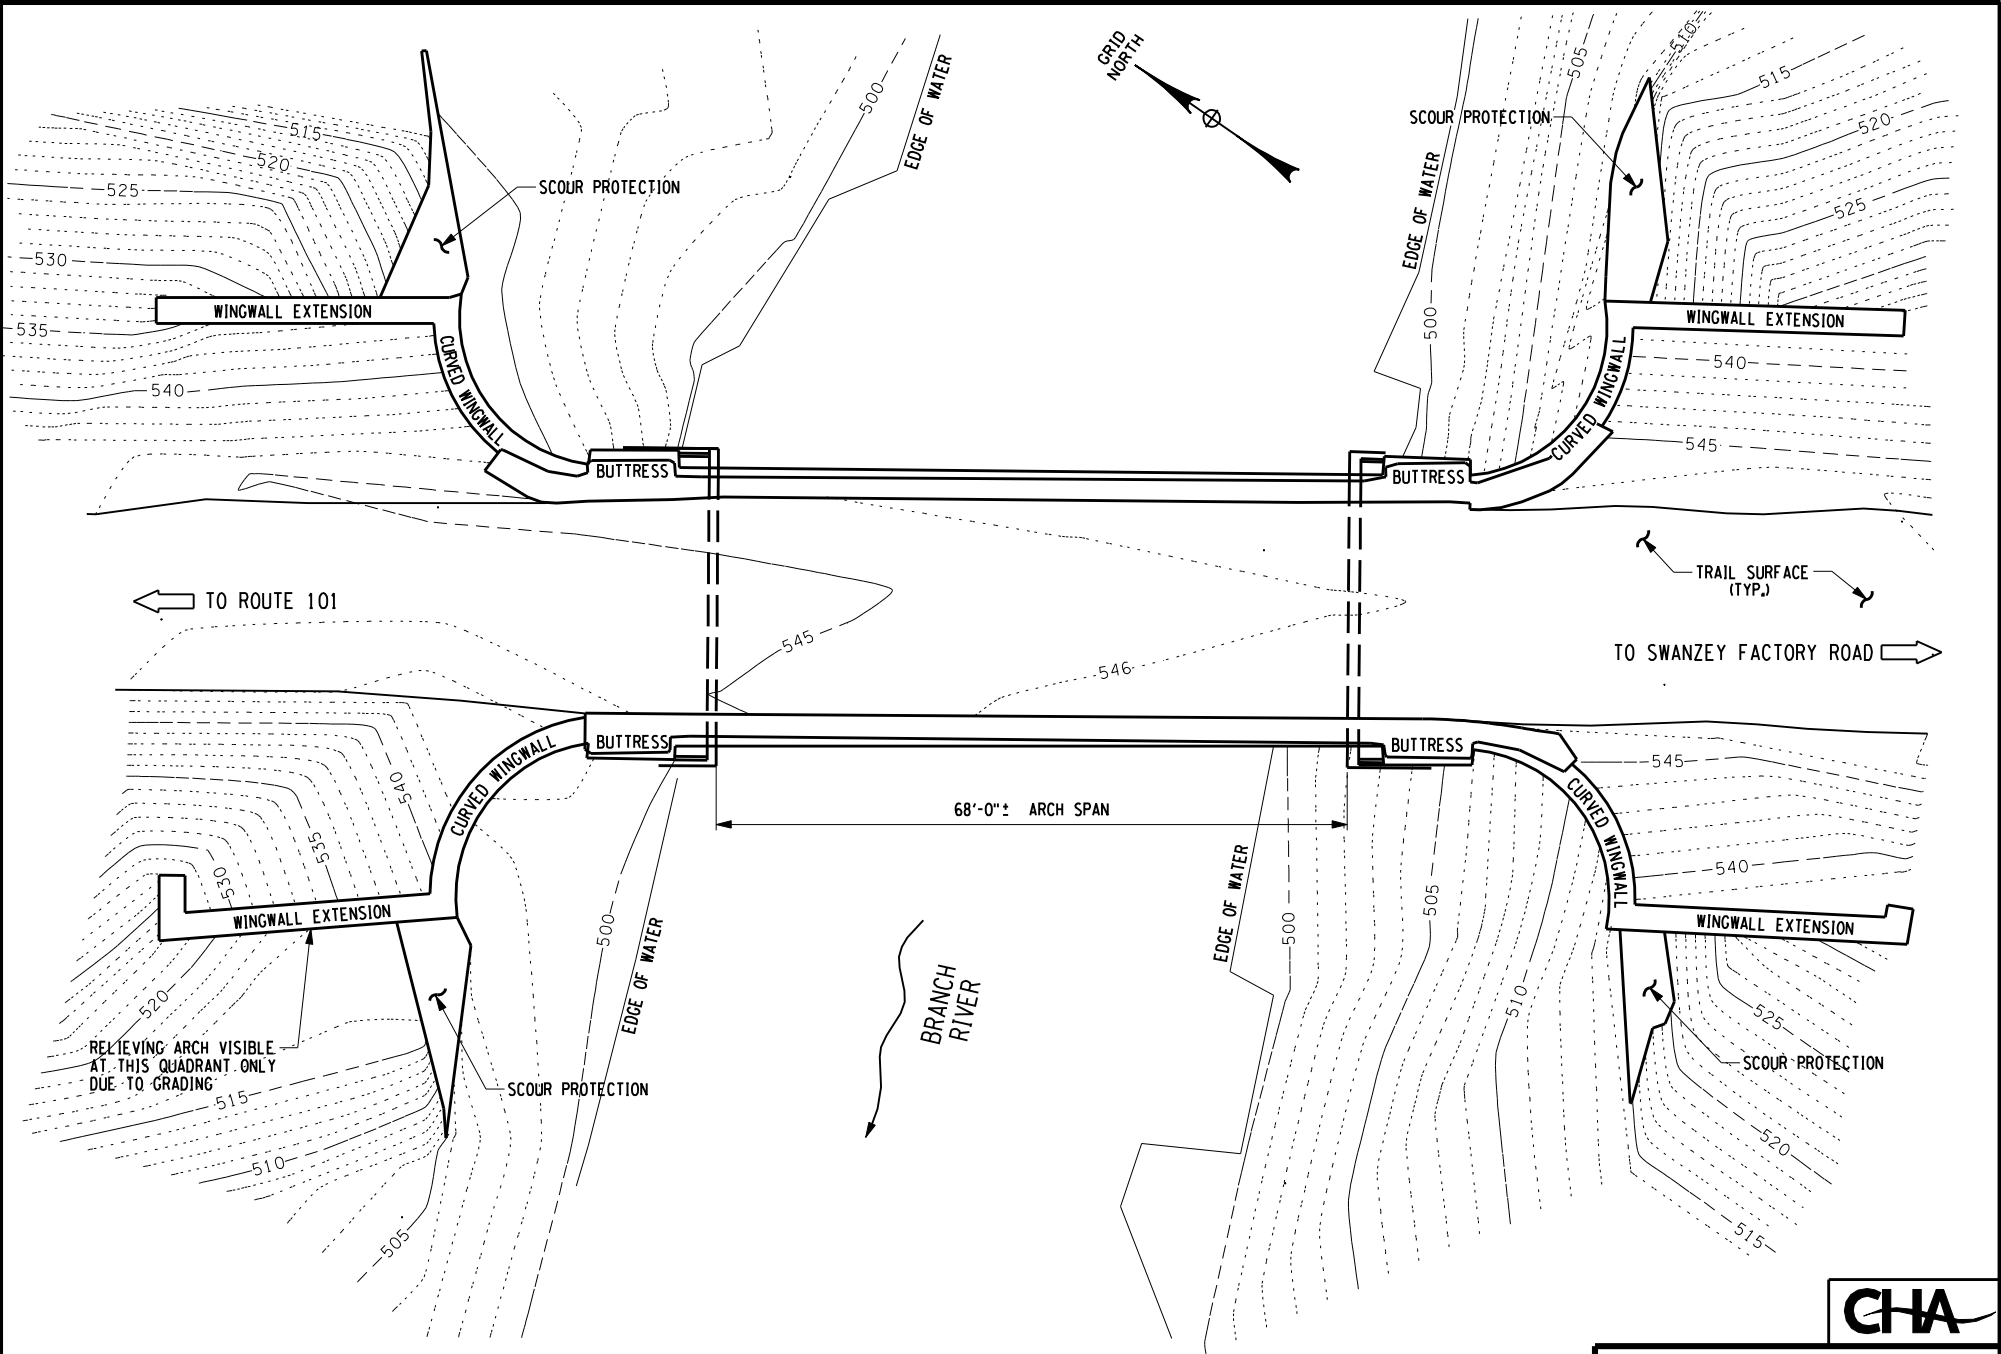 GRID
NORTH
510
505
515
520
525
500
EDGE OF WATER
EDGE OF WATER
SCOUR PROTECTION
SCOUR PROTECTION
515
520
525
530
535
540
WINGWALL EXTENSION
WINGWALL EXTENSION
500
540
545
CURVED WINGWALL
CURVED WINGWALL
BUTTRESS
BUTTRESS
TRAIL SURFACE
(TYP.)
TO ROUTE 101
545
546
TO SWANZEY FACTORY ROAD
BUTTRESS
BUTTRESS
CURVED WINGWALL
CURVED WINGWALL
545
540
68'-0"± ARCH SPAN
540
535
530
WINGWALL EXTENSION
WINGWALL EXTENSION
500
EDGE OF WATER
EDGE OF WATER
500
505
510
BRANCH
RIVER
520
525
RELIEVING ARCH VISIBLE
AT THIS QUADRANT ONLY
DUE TO GRADING
SCOUR PROTECTION
SCOUR PROTECTION
515
510
505
520
515
CHA